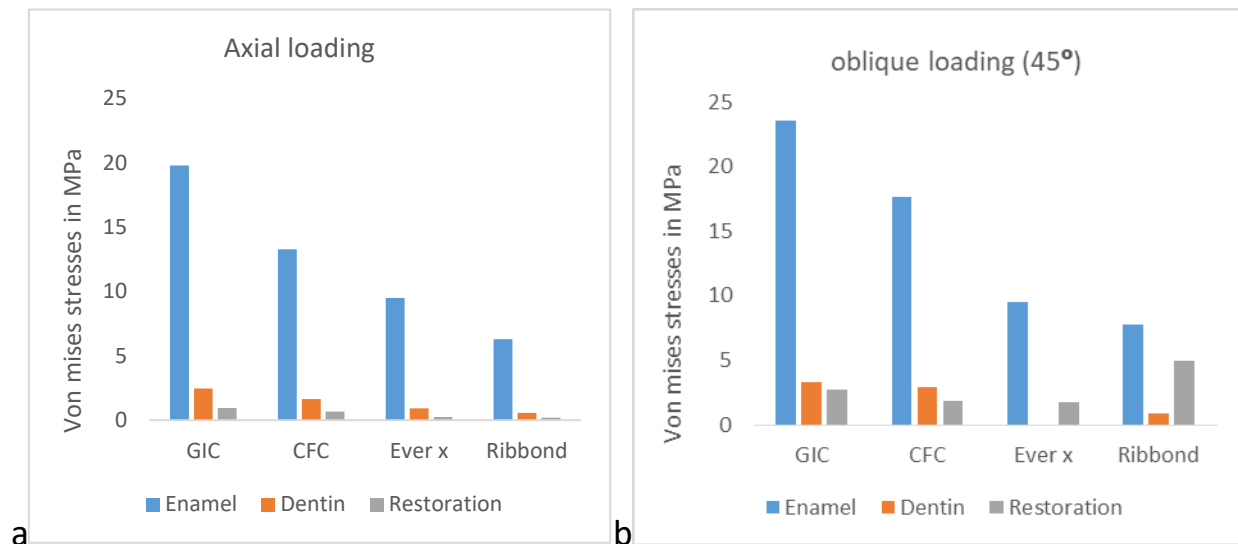 Axial loading
Von mises stresses in MPa
25
20
15
10
5
0
GIC CFC Ever x Ribbond
Enamel Dentin Restoration
a
oblique loading (45º)
Von mises stresses in MPa
25
20
15
10
5
0
GIC CFC Ever x Ribbond
Enamel Dentin Restoration
b